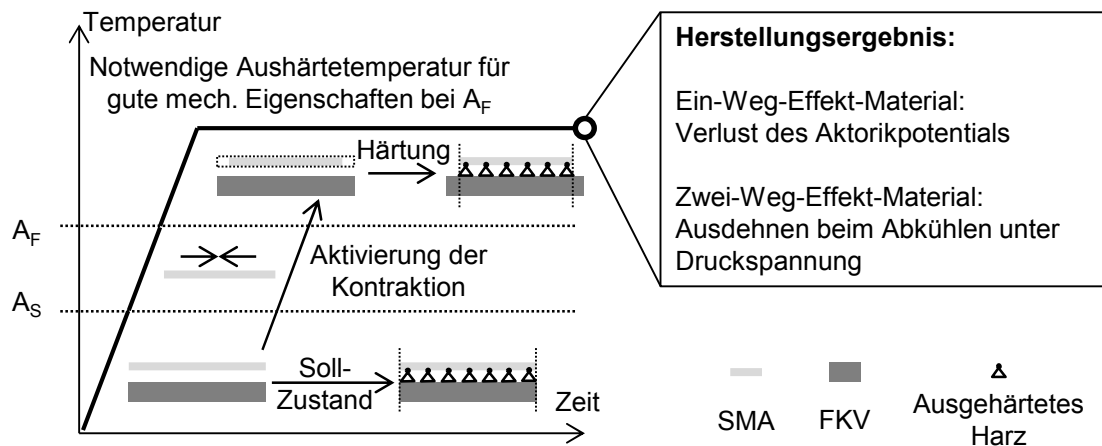 Temperatur
Notwendige Aushärtetemperatur für
gute mech. Eigenschaften bei A_F
Härtung
A_F
Aktivierung der
Kontraktion
A_S
Soll-
Zustand
Zeit
Herstellungsergebnis:
Ein-Weg-Effekt-Material:
Verlust des Aktorikpotentials
Zwei-Weg-Effekt-Material:
Ausdehnen beim Abkühlen unter
Druckspannung
SMA
FKV
Ausgehärtetes
Harz